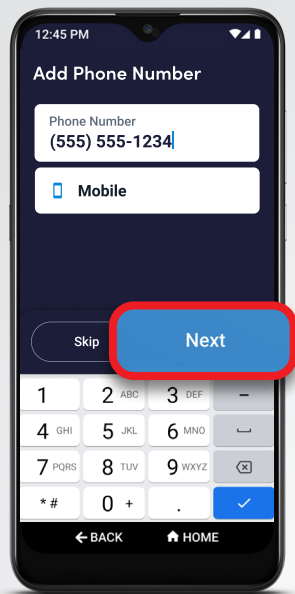 12:45 PM
Add Phone Number
Phone Number
(555) 555-1234
Mobile
Skip
Next
1 2 ABC 3 DEF –
4 GHI 5 JKL 6 MNO
7 PQRS 8 TUV 9 WXYZ
* # 0 + .
BACK HOME